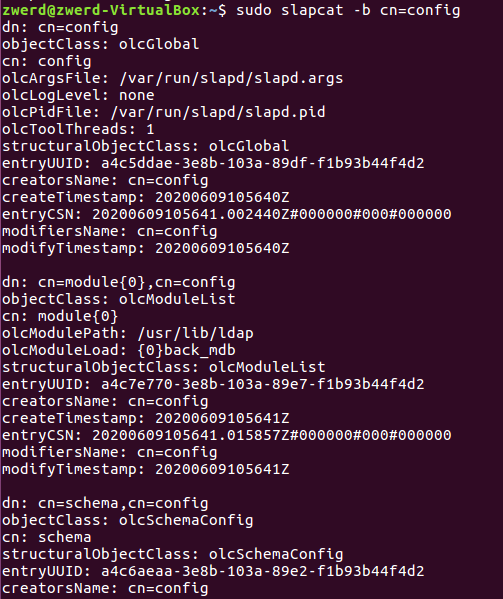 zwerd@zwerd-VirtualBox:~$ sudo slapcat -b cn=config
dn: cn=config
objectClass: olcGlobal
cn: config
olcArgsFile: /var/run/slapd/slapd.args
olcLogLevel: none
olcPidFile: /var/run/slapd/slapd.pid
olcToolThreads: 1
structuralObjectClass: olcGlobal
entryUUID: a4c5ddae-3e8b-103a-89df-f1b93b44f4d2
creatorsName: cn=config
createTimestamp: 20200609105640Z
entryCSN: 20200609105641.002440Z#000000#000#000000
modifiersName: cn=config
modifyTimestamp: 20200609105640Z

dn: cn=module{0},cn=config
objectClass: olcModuleList
cn: module{0}
olcModulePath: /usr/lib/ldap
olcModuleLoad: {0}back_mdb
structuralObjectClass: olcModuleList
entryUUID: a4c7e770-3e8b-103a-89e7-f1b93b44f4d2
creatorsName: cn=config
createTimestamp: 20200609105641Z
entryCSN: 20200609105641.015857Z#000000#000#000000
modifiersName: cn=config
modifyTimestamp: 20200609105641Z

dn: cn=schema,cn=config
objectClass: olcSchemaConfig
cn: schema
structuralObjectClass: olcSchemaConfig
entryUUID: a4c6aeaa-3e8b-103a-89e2-f1b93b44f4d2
creatorsName: cn=config